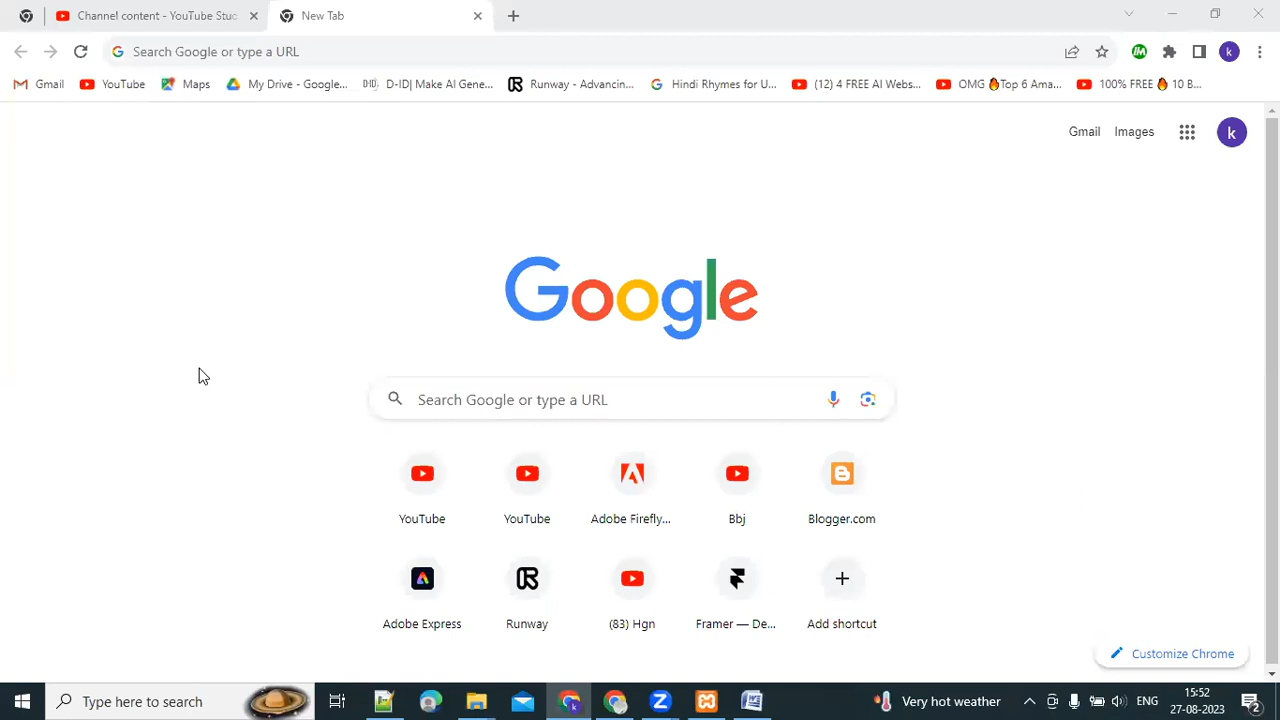 Channel content - YouTube Stuc
New Tab
Search Google or type a URL
Gmail
YouTube
Maps
My Drive - Google...
D-ID| Make AI Gene...
Runway - Advancin...
Hindi Rhymes for U...
(12) 4 FREE AI Webs...
OMG 🔥Top 6 Ama...
100% FREE 🔥 10 B...
Gmail
Images
k
Google
Search Google or type a URL
YouTube
YouTube
Adobe Firefly...
Bbj
Blogger.com
Adobe Express
Runway
(83) Hgn
Framer — De...
Add shortcut
Customize Chrome
Type here to search
Very hot weather
ENG
15:52
27-08-2023
2